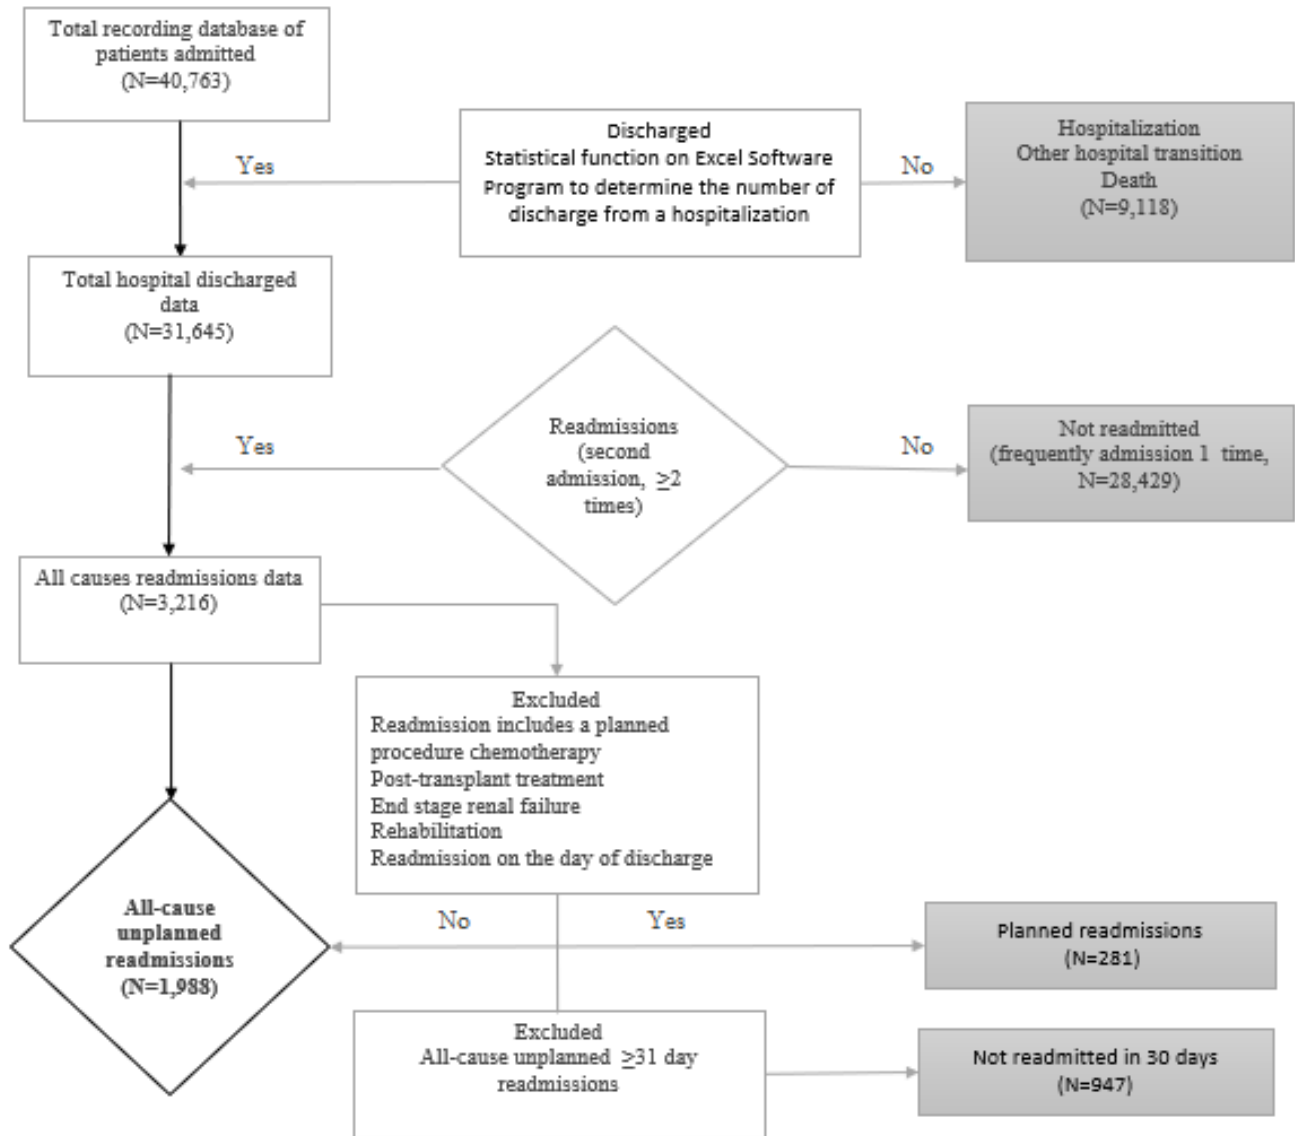 Total recording database of
patients admitted
(N=40,763)
Yes
Discharged
Statistical function on Excel Software
Program to determine the number of
discharge from a hospitalization
No
Hospitalization
Other hospital transition
Death
(N=9,118)
Total hospital discharged
data
(N=31,645)
Yes
Readmissions
(second
admission, ≥2
times)
No
Not readmitted
(frequently admission 1 time,
N=28,429)
All causes readmissions data
(N=3,216)
Excluded
Readmission includes a planned
procedure chemotherapy
Post-transplant treatment
End stage renal failure
Rehabilitation
Readmission on the day of discharge
All-cause
unplanned
readmissions
(N=1,988)
No
Yes
Planned readmissions
(N=281)
Excluded
All-cause unplanned ≥31 day
readmissions
Not readmitted in 30 days
(N=947)